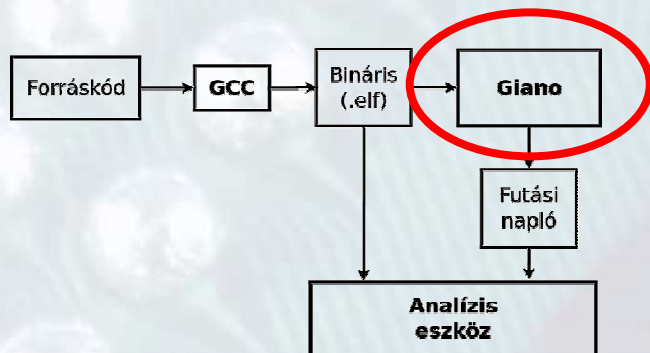 Forráskód
GCC
Bináris
(.elf)
Giano
Futási
napló
Analízis
eszköz